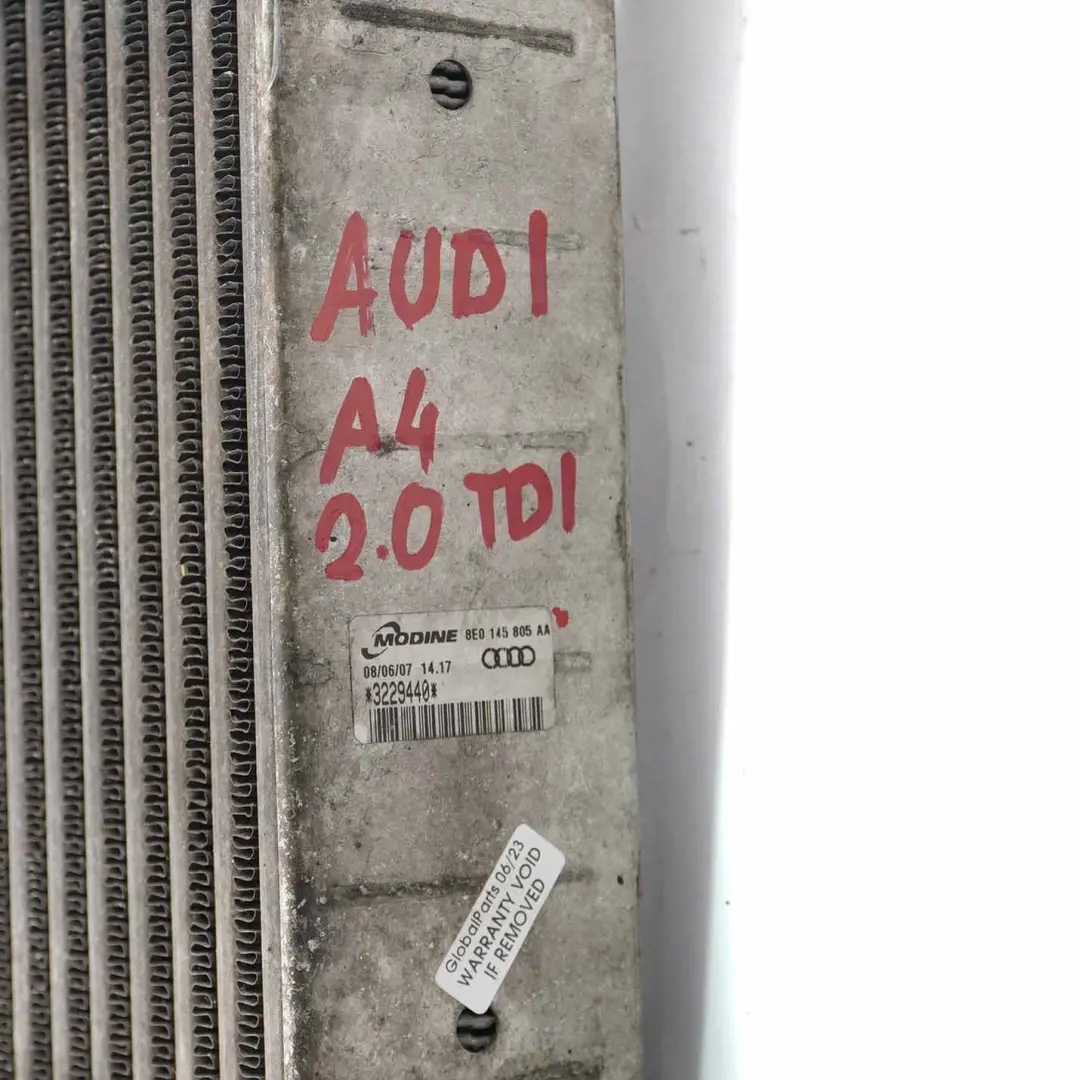 AUDI
A4
2.0 TDI
MODINE 8E0 145 805 AA
08/06/07 14.17
*3229440*
GlobalParts 06/23
WARRANTY VOID
IF REMOVED